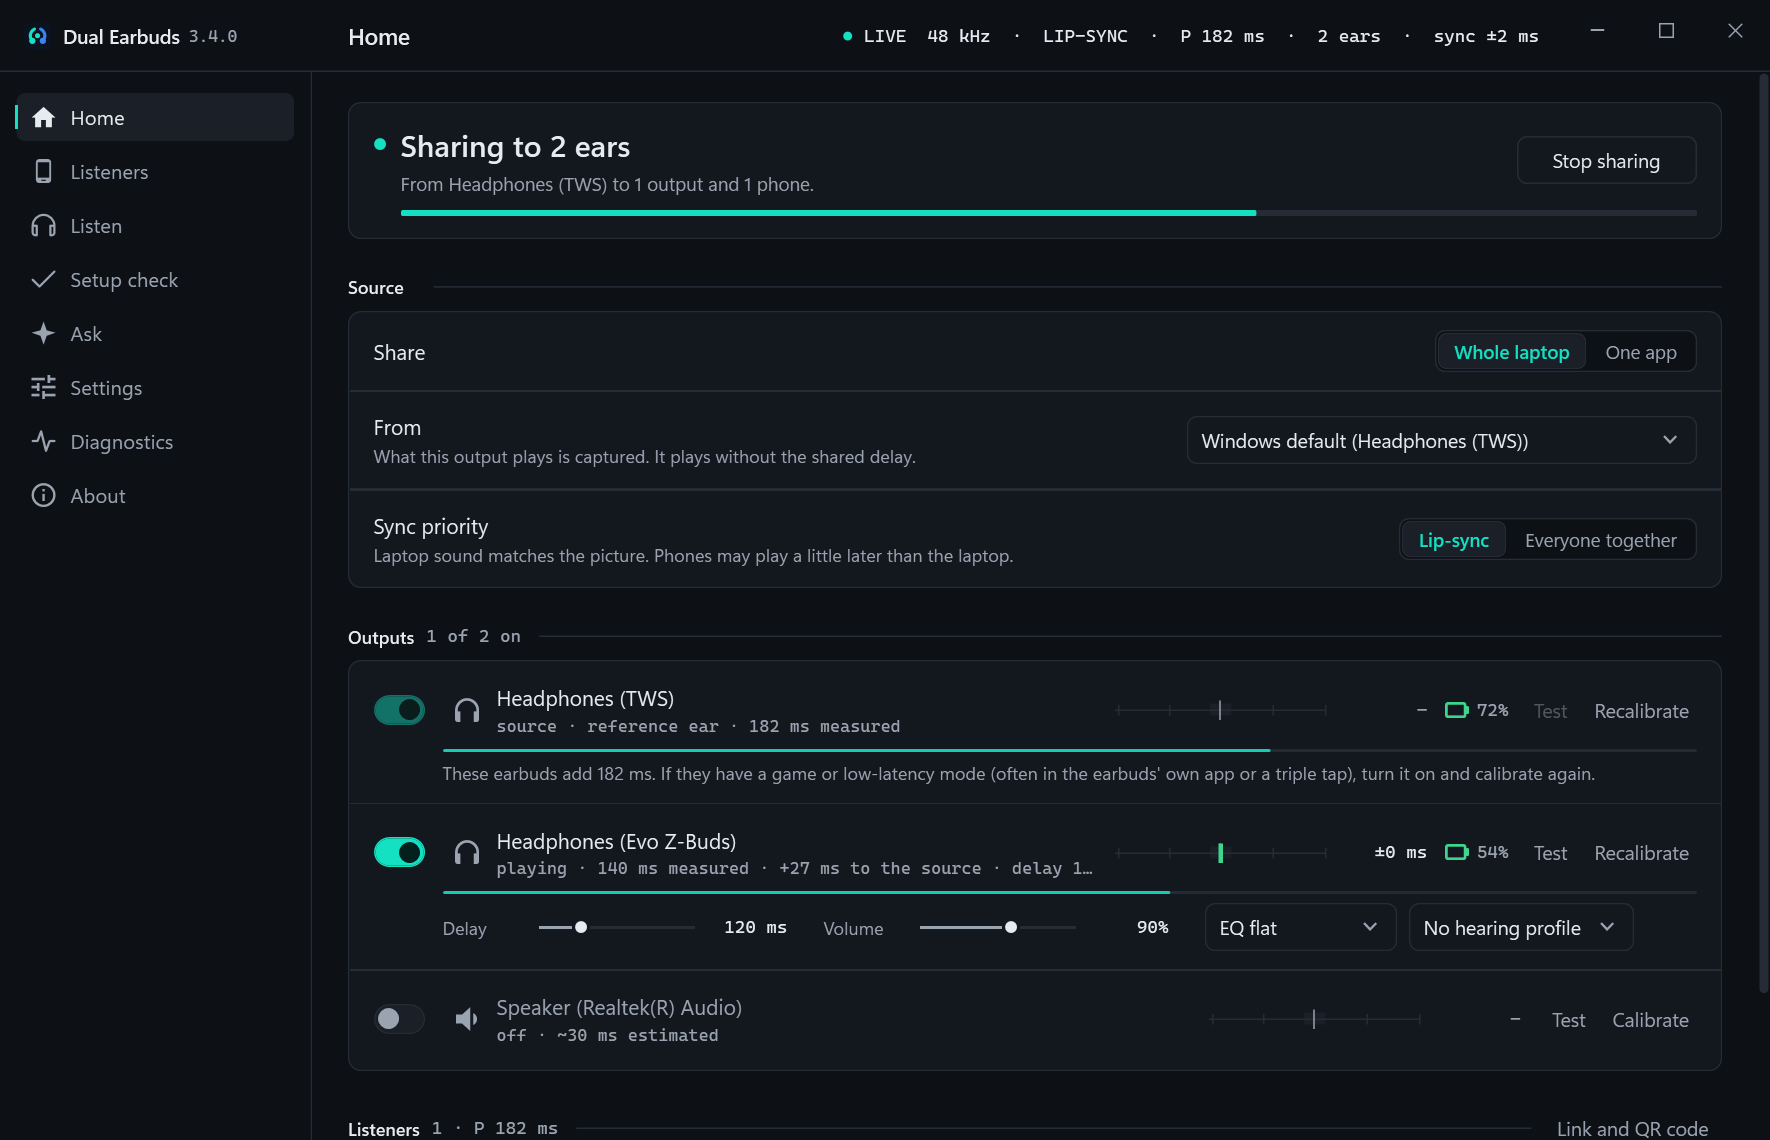 Dual Earbuds 3.4.0
Home
LIVE 48 kHz · LIP-SYNC · P 182 ms · 2 ears · sync ±2 ms
Home
Listeners
Listen
Setup check
Ask
Settings
Diagnostics
About
Sharing to 2 ears
From Headphones (TWS) to 1 output and 1 phone.
Stop sharing
Source
Share
Whole laptop One app
From
What this output plays is captured. It plays without the shared delay.
Windows default (Headphones (TWS))
Sync priority
Laptop sound matches the picture. Phones may play a little later than the laptop.
Lip-sync Everyone together
Outputs 1 of 2 on
Headphones (TWS)
source · reference ear · 182 ms measured
– 72% Test Recalibrate
These earbuds add 182 ms. If they have a game or low-latency mode (often in the earbuds' own app or a triple tap), turn it on and calibrate again.
Headphones (Evo Z-Buds)
playing · 140 ms measured · +27 ms to the source · delay 1…
±0 ms 54% Test Recalibrate
Delay 120 ms Volume 90% EQ flat No hearing profile
Speaker (Realtek(R) Audio)
off · ~30 ms estimated
– Test Calibrate
Listeners 1 · P 182 ms
Link and QR code